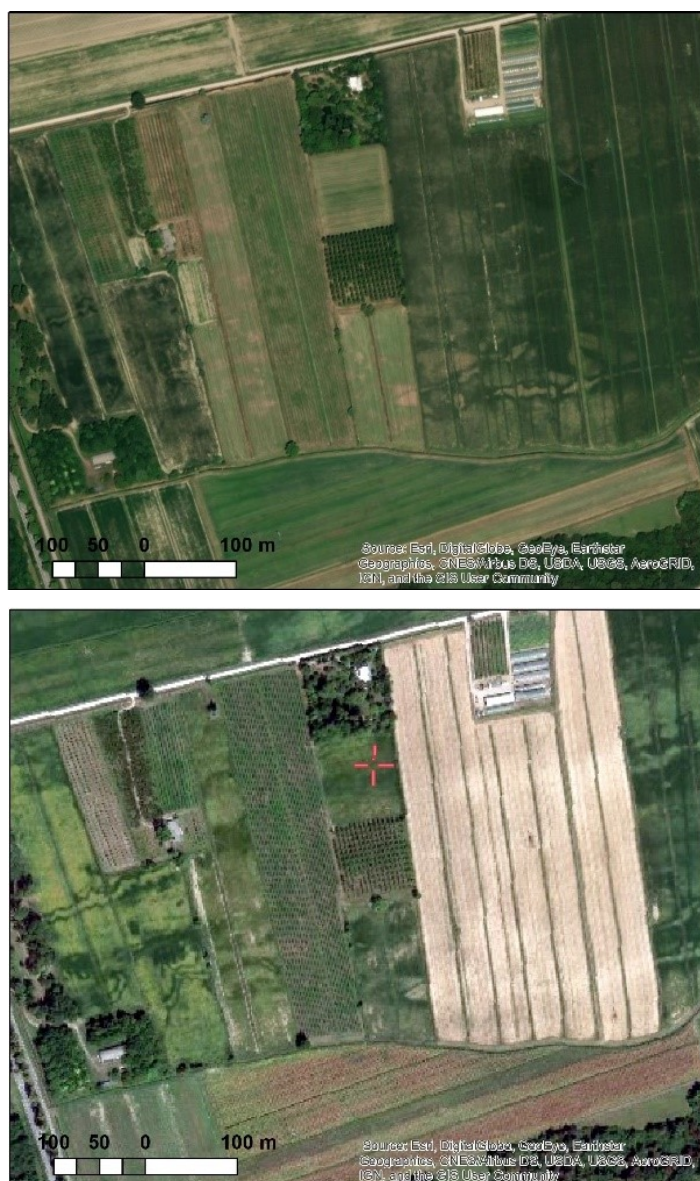 100 50 0 100 m
Source: Esri, DigitalGlobe, GeoEye, Earthstar
Geographics, CNES/Airbus DS, USDA, USGS, AeroGRID,
IGN, and the GIS User Community
100 50 0 100 m
Source: Esri, DigitalGlobe, GeoEye, Earthstar
Geographics, CNES/Airbus DS, USDA, USGS, AeroGRID,
IGN, and the GIS User Community